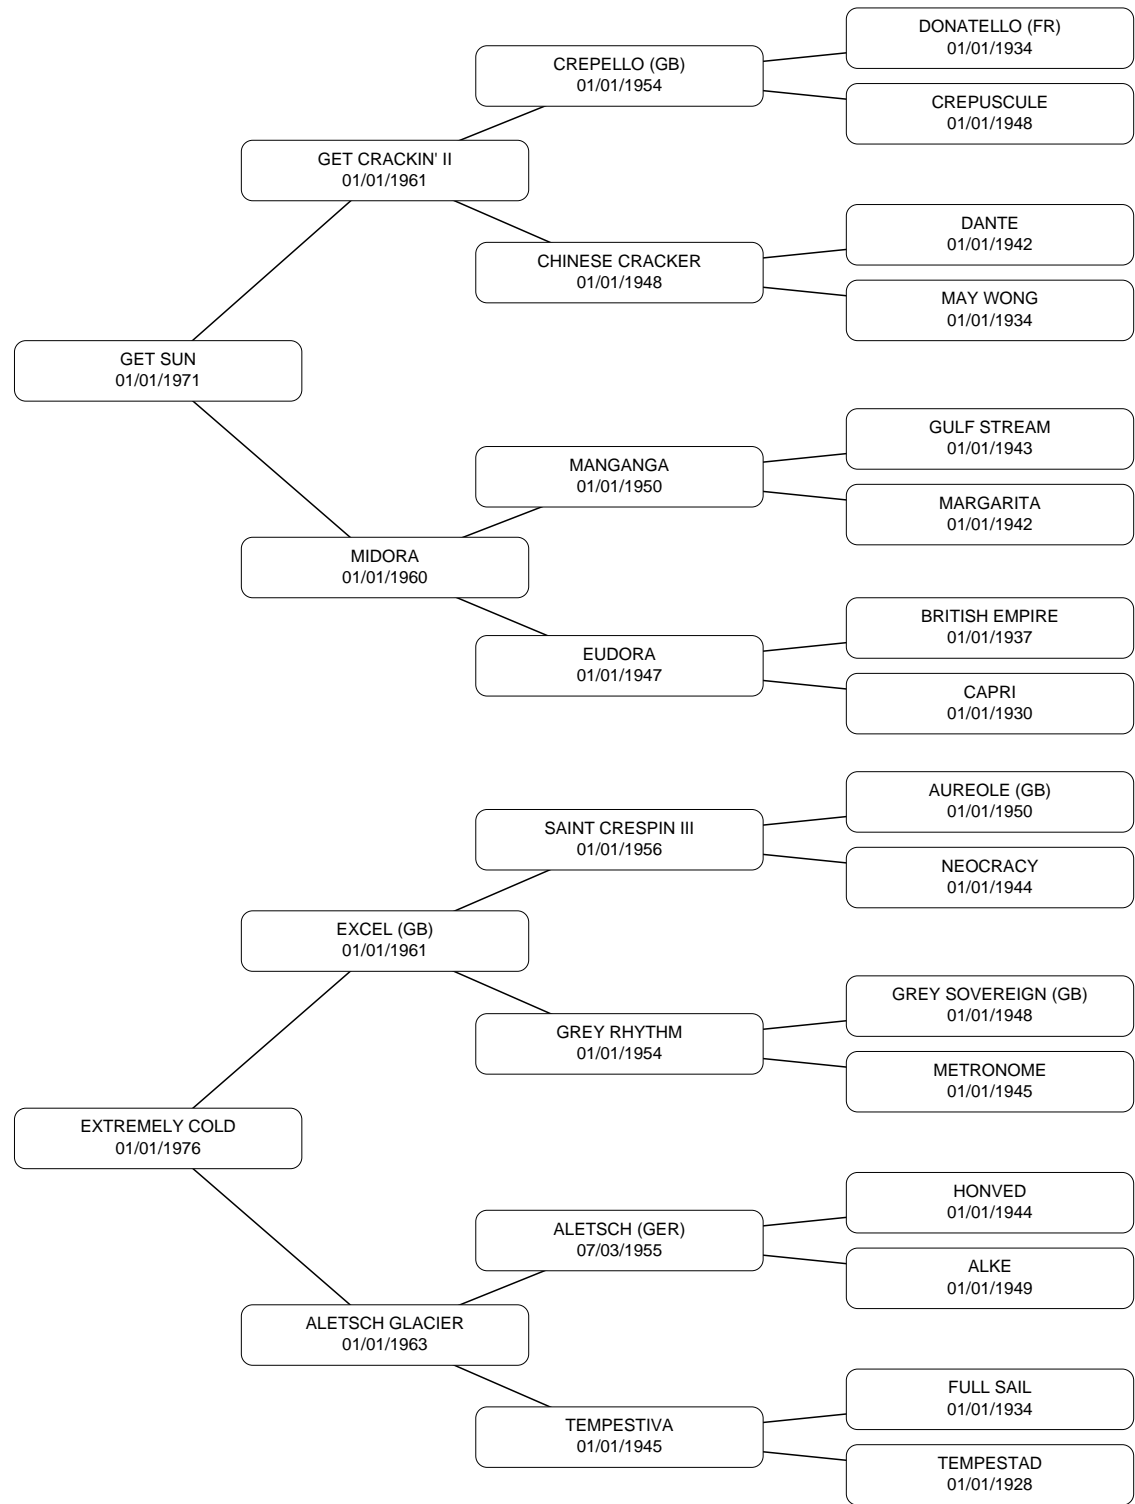 DONATELLO (FR)
01/01/1934
CREPELLO (GB)
01/01/1954
CREPUSCULE
01/01/1948
GET CRACKIN' II
01/01/1961
DANTE
01/01/1942
CHINESE CRACKER
01/01/1948
MAY WONG
01/01/1934
GET SUN
01/01/1971
GULF STREAM
01/01/1943
MANGANGA
01/01/1950
MARGARITA
01/01/1942
MIDORA
01/01/1960
BRITISH EMPIRE
01/01/1937
EUDORA
01/01/1947
CAPRI
01/01/1930
AUREOLE (GB)
01/01/1950
SAINT CRESPIN III
01/01/1956
NEOCRACY
01/01/1944
EXCEL (GB)
01/01/1961
GREY SOVEREIGN (GB)
01/01/1948
GREY RHYTHM
01/01/1954
METRONOME
01/01/1945
EXTREMELY COLD
01/01/1976
HONVED
01/01/1944
ALETSCH (GER)
07/03/1955
ALKE
01/01/1949
ALETSCH GLACIER
01/01/1963
FULL SAIL
01/01/1934
TEMPESTIVA
01/01/1945
TEMPESTAD
01/01/1928